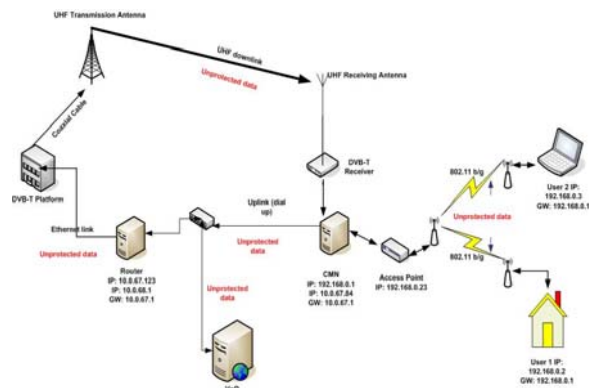 UHF Transmission Antenna
UHF downlink
Unprotected data
UHF Receiving Antenna
Coaxial Cable
DVB-T Platform
DVB-T
Receiver
802.11 b/g
User 2 IP:
192.168.0.3
GW: 192.168.0.1
Ethernet link
Unprotected data
Uplink (dial
up)
Unprotected
data
Unprotected data
Router
IP: 10.0.67.123
IP: 10.0.68.1
GW: 10.0.67.1
CMN
IP: 192.168.0.1
IP: 10.0.67.84
GW: 10.0.67.1
Access Point
IP: 192.168.0.23
802.11 b/g
Unprotected
data
User 1 IP:
192.168.0.2
GW: 192.168.0.1